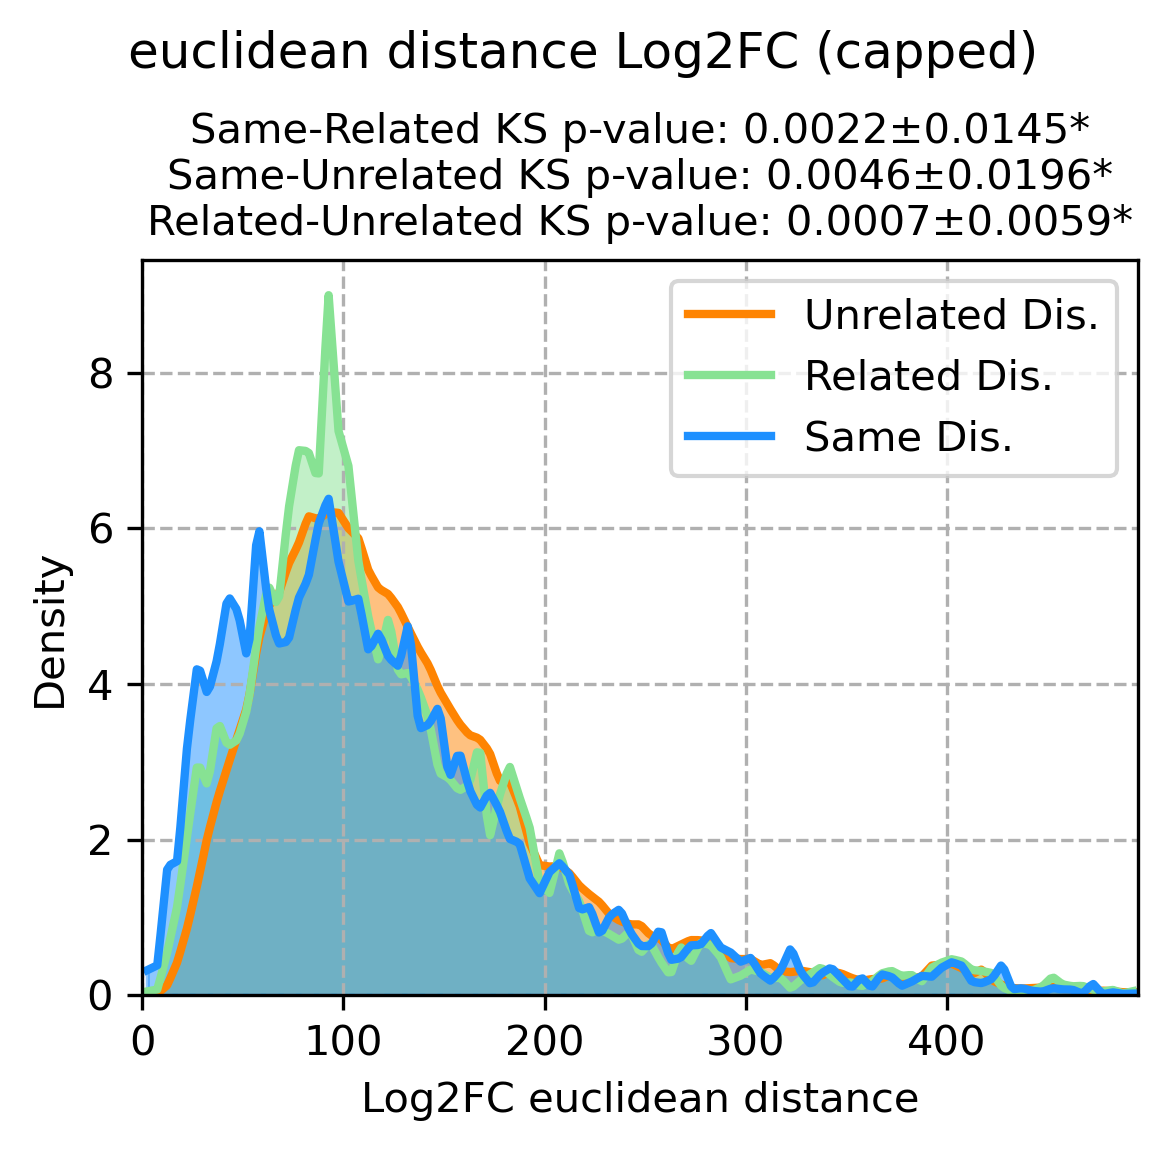 euclidean distance Log2FC (capped)
Same-Related KS p-value: 0.0022±0.0145*
Same-Unrelated KS p-value: 0.0046±0.0196*
Related-Unrelated KS p-value: 0.0007±0.0059*
Unrelated Dis.
Related Dis.
Same Dis.
8
6
4
2
0
Density
0 100 200 300 400
Log2FC euclidean distance